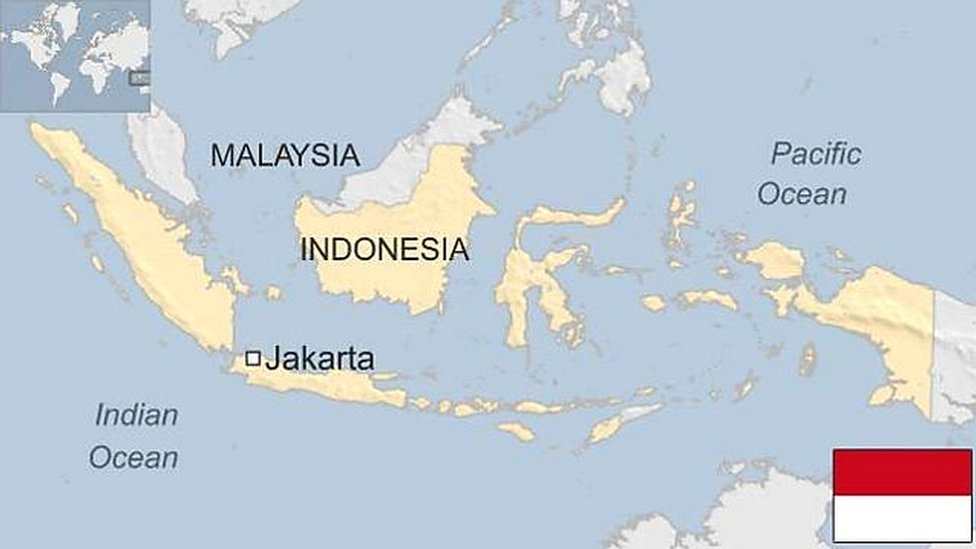 MALAYSIA
Pacific
Ocean
INDONESIA
Jakarta
Indian
Ocean